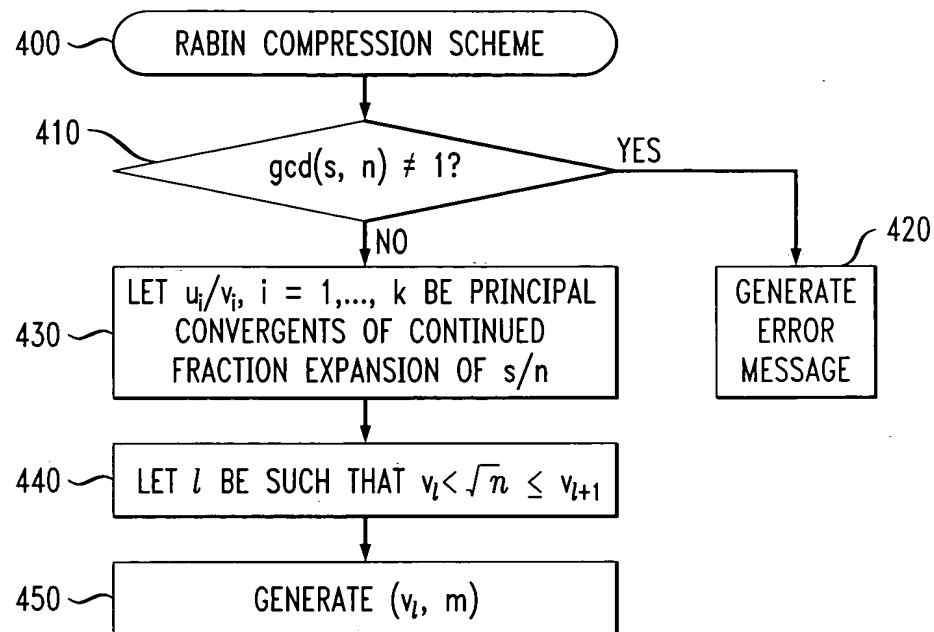 400
RABIN COMPRESSION SCHEME
410
gcd(s, n) ≠ 1?
YES
NO
420
GENERATE
ERROR
MESSAGE
430
LET uᵢ/vᵢ, i = 1,..., k BE PRINCIPAL
CONVERGENTS OF CONTINUED
FRACTION EXPANSION OF s/n
440
LET l BE SUCH THAT vₗ < √n ≤ vₗ₊₁
450
GENERATE (vₗ, m)